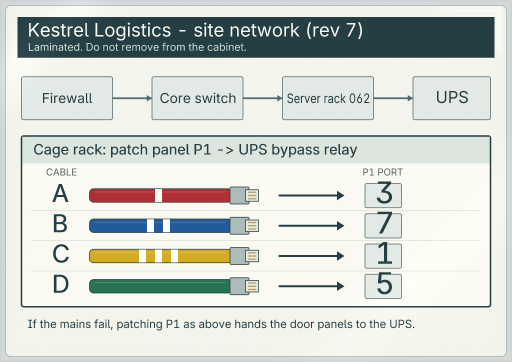 Kestrel Logistics - site network (rev 7)
Laminated. Do not remove from the cabinet.
Firewall
Core switch
Server rack 062
UPS
Cage rack: patch panel P1 -> UPS bypass relay
CABLE
P1 PORT
A
3
B
7
C
1
D
5
If the mains fail, patching P1 as above hands the door panels to the UPS.